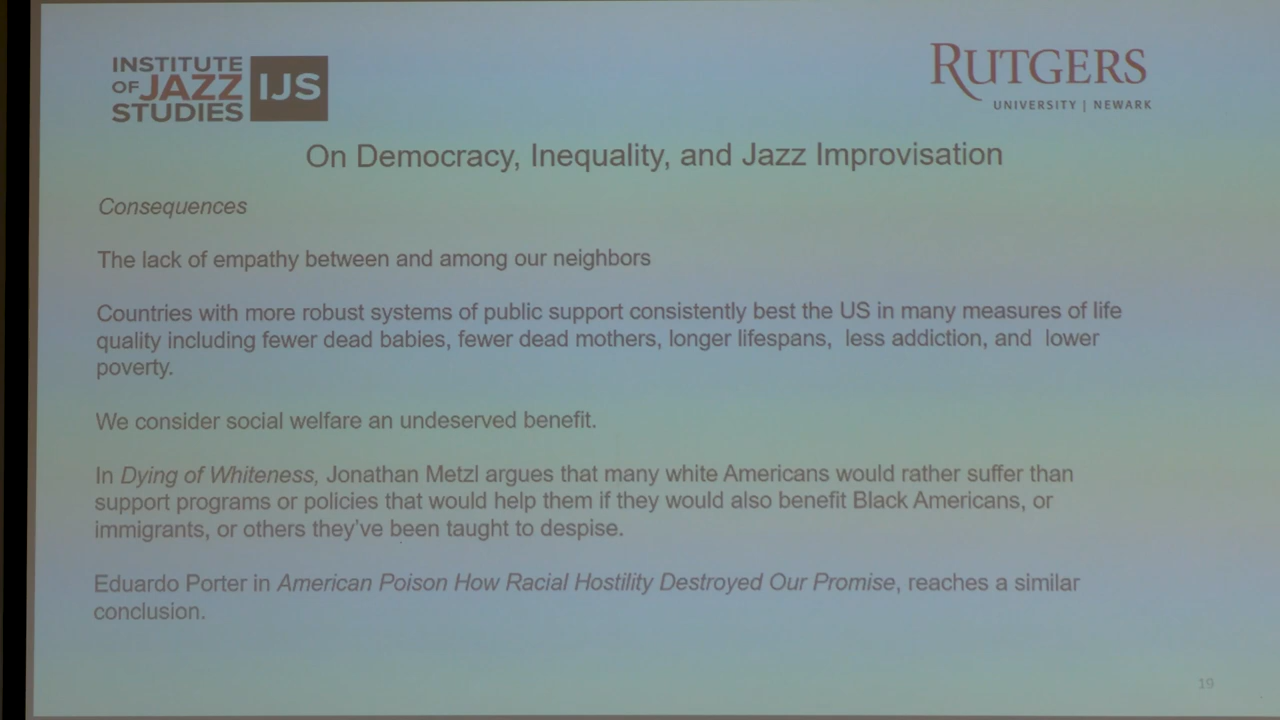 INSTITUTE
OF JAZZ
STUDIES
IJS
RUTGERS
UNIVERSITY | NEWARK
On Democracy, Inequality, and Jazz Improvisation
Consequences
The lack of empathy between and among our neighbors
Countries with more robust systems of public support consistently best the US in many measures of life
quality including fewer dead babies, fewer dead mothers, longer lifespans, less addiction, and lower
poverty.
We consider social welfare an undeserved benefit.
In Dying of Whiteness, Jonathan Metzl argues that many white Americans would rather suffer than
support programs or policies that would help them if they would also benefit Black Americans, or
immigrants, or others they've been taught to despise.
Eduardo Porter in American Poison How Racial Hostility Destroyed Our Promise, reaches a similar
conclusion.
19